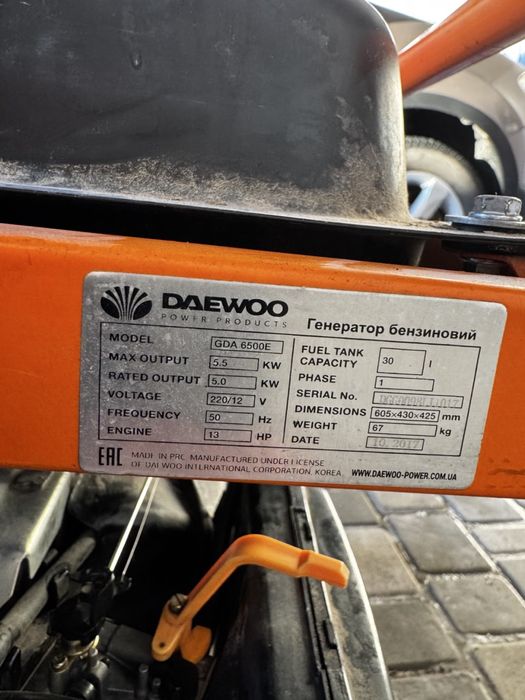 DAEWOO
POWER PRODUCTS
Генератор бензиновий
MODEL GDA 6500E
MAX OUTPUT 5.5 KW
RATED OUTPUT 5.0 KW
VOLTAGE 220/12 V
FREQUENCY 50 Hz
ENGINE 13 HP
FUEL TANK
CAPACITY 30 l
PHASE 1
SERIAL No.
DIMENSIONS 605×430×425 mm
WEIGHT 67 kg
DATE 10.2017
EAC MADE IN PRC. MANUFACTURED UNDER LICENSE
OF DAEWOO INTERNATIONAL CORPORATION, KOREA.
WWW.DAEWOO-POWER.COM.UA